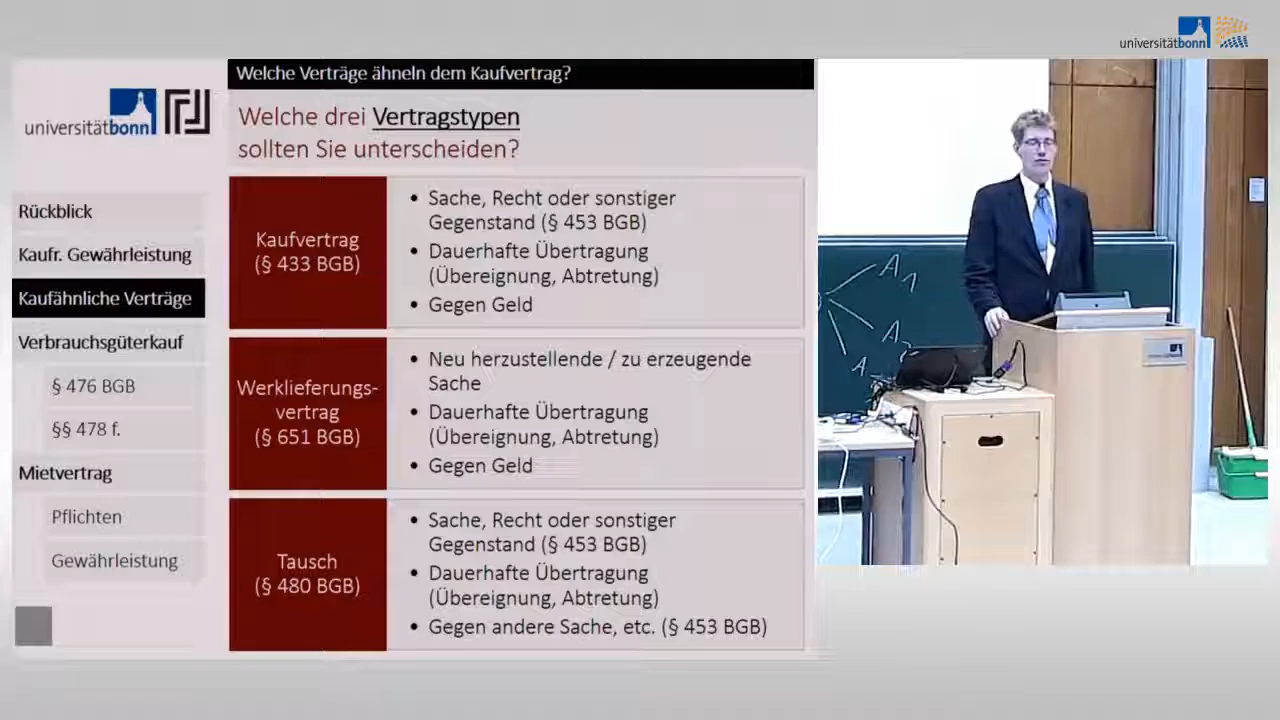 universitätbonn
Welche Verträge ähneln dem Kaufvertrag?
universitätbonn
Welche drei Vertragstypen
sollten Sie unterscheiden?
Rückblick
Kaufr. Gewährleistung
Kaufähnliche Verträge
Verbrauchsgüterkauf
§ 476 BGB
§§ 478 f.
Mietvertrag
Pflichten
Gewährleistung
Kaufvertrag
(§ 433 BGB)
• Sache, Recht oder sonstiger
Gegenstand (§ 453 BGB)
• Dauerhafte Übertragung
(Übereignung, Abtretung)
• Gegen Geld
Werklieferungs-
vertrag
(§ 651 BGB)
• Neu herzustellende / zu erzeugende
Sache
• Dauerhafte Übertragung
(Übereignung, Abtretung)
• Gegen Geld
Tausch
(§ 480 BGB)
• Sache, Recht oder sonstiger
Gegenstand (§ 453 BGB)
• Dauerhafte Übertragung
(Übereignung, Abtretung)
• Gegen andere Sache, etc. (§ 453 BGB)
A1
A2
A